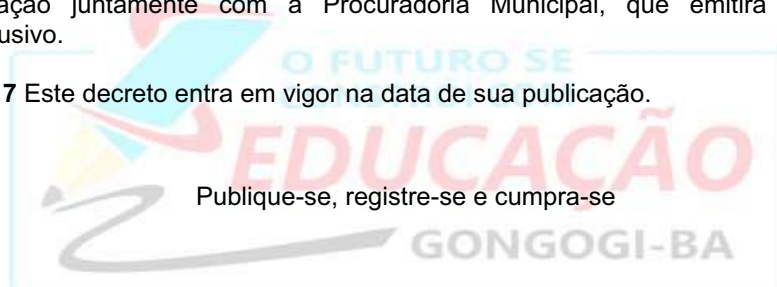 ação juntamente com a Procuradoria Municipal, que emitirá
usivo.
O FUTURO SE
7 Este decreto entra em vigor na data de sua publicação.
EDUCAÇÃO
Publique-se, registre-se e cumpra-se
GONGOGI-BA